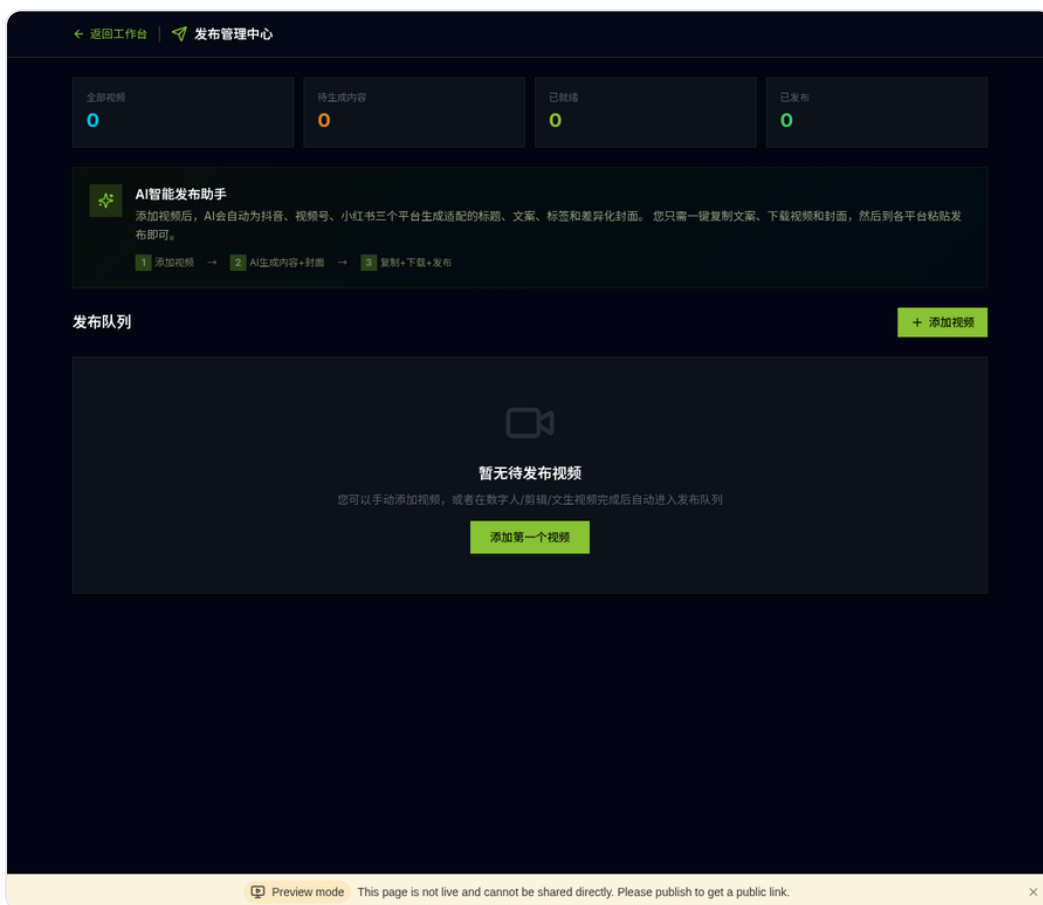 返回工作台
发布管理中心
全部视频
0
待生成内容
0
已就绪
0
已发布
0
AI智能发布助手
添加视频后，AI会自动为抖音、视频号、小红书三个平台生成适配的标题、文案、标签和差异化封面。 您只需一键复制文案、下载视频和封面，然后到各平台粘贴发
布即可。
1 添加视频 → 2 AI生成内容+封面 → 3 复制+下载+发布
发布队列
+ 添加视频
暂无待发布视频
您可以手动添加视频，或者在数字人/剪辑/文生视频完成后自动进入发布队列
添加第一个视频
Preview mode This page is not live and cannot be shared directly. Please publish to get a public link.